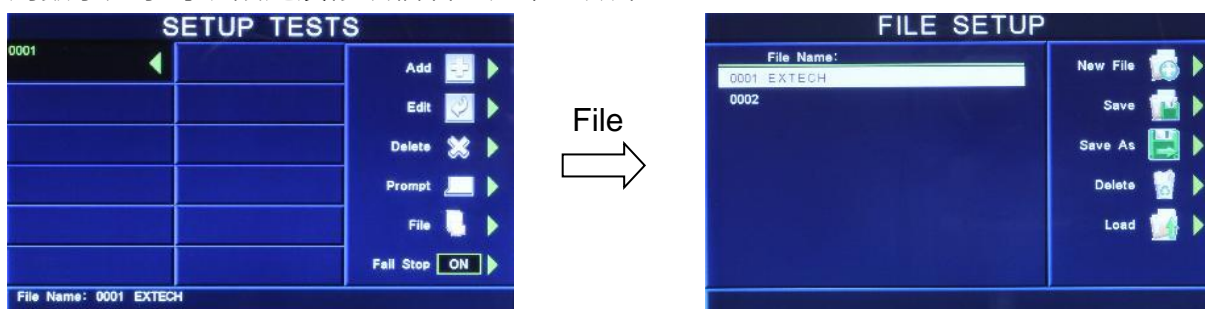 SETUP TESTS
0001
Add
Edit
Delete
Prompt
File
Fail Stop ON
File Name: 0001 EXTECH
File
FILE SETUP
File Name:
0001 EXTECH
0002
New File
Save
Save As
Delete
Load